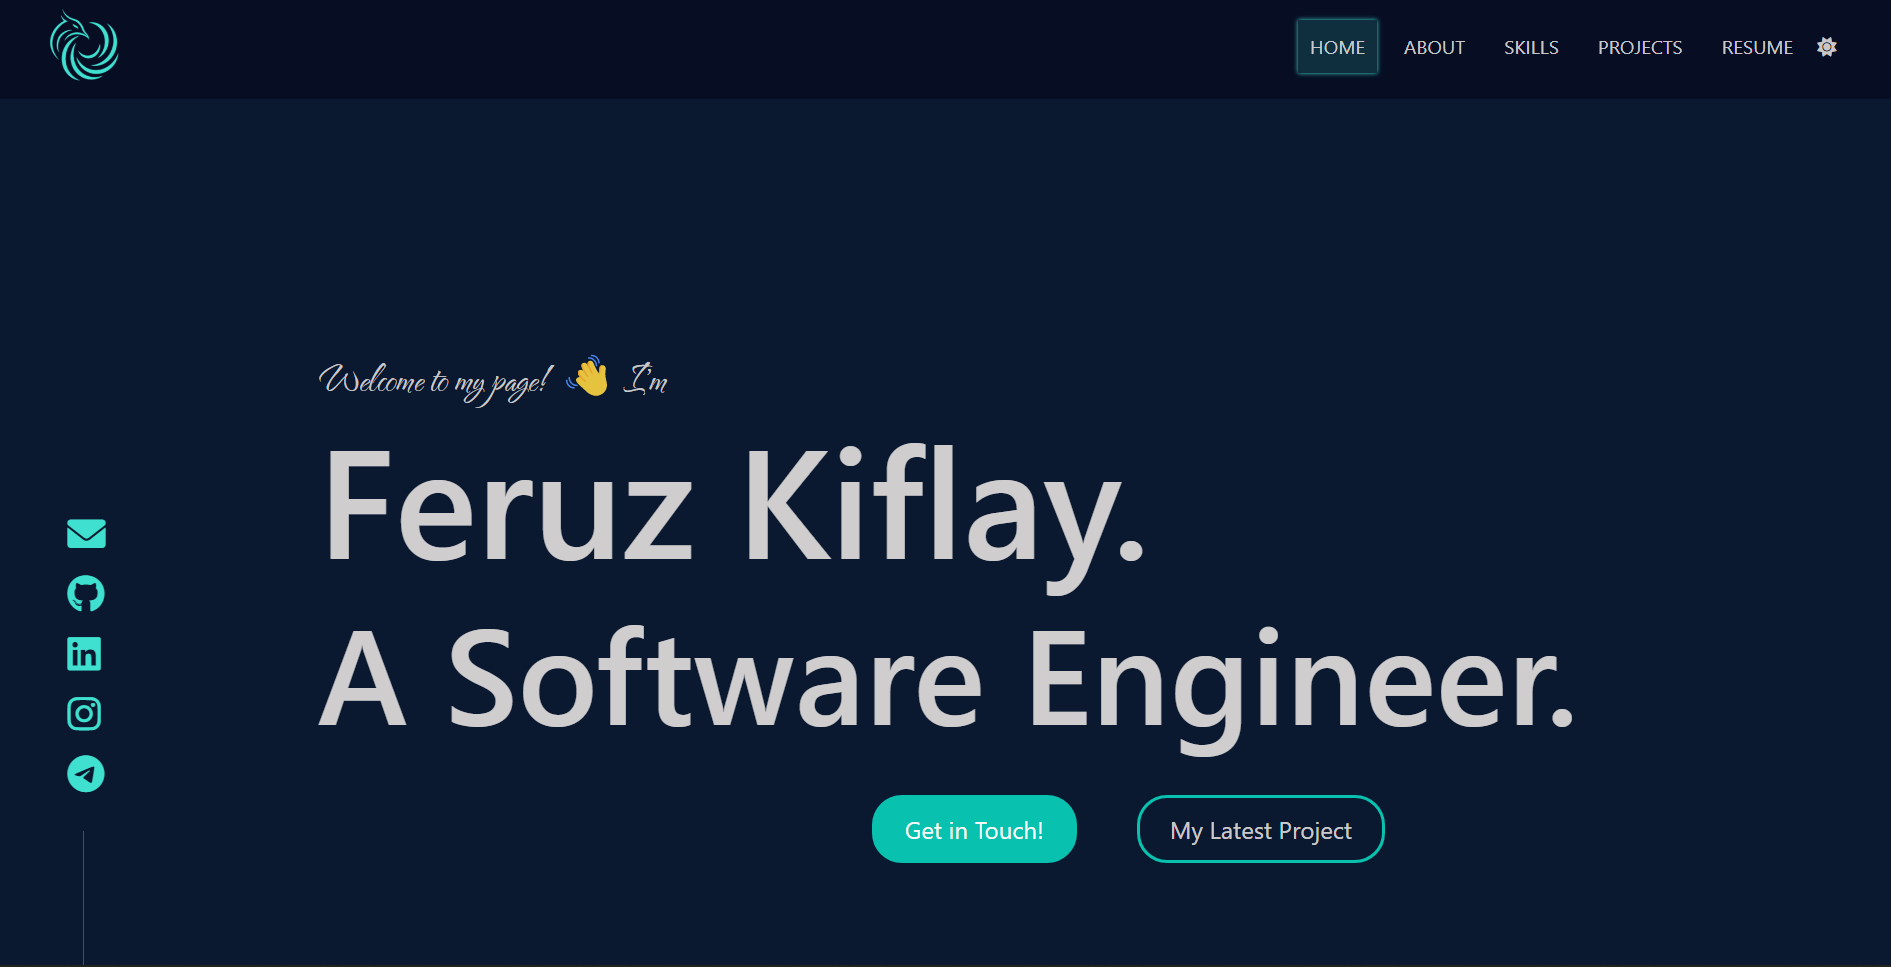 HOME ABOUT SKILLS PROJECTS RESUME
Welcome to my page! 👋 I'm
Feruz Kiflay.
A Software Engineer.
Get in Touch! My Latest Project